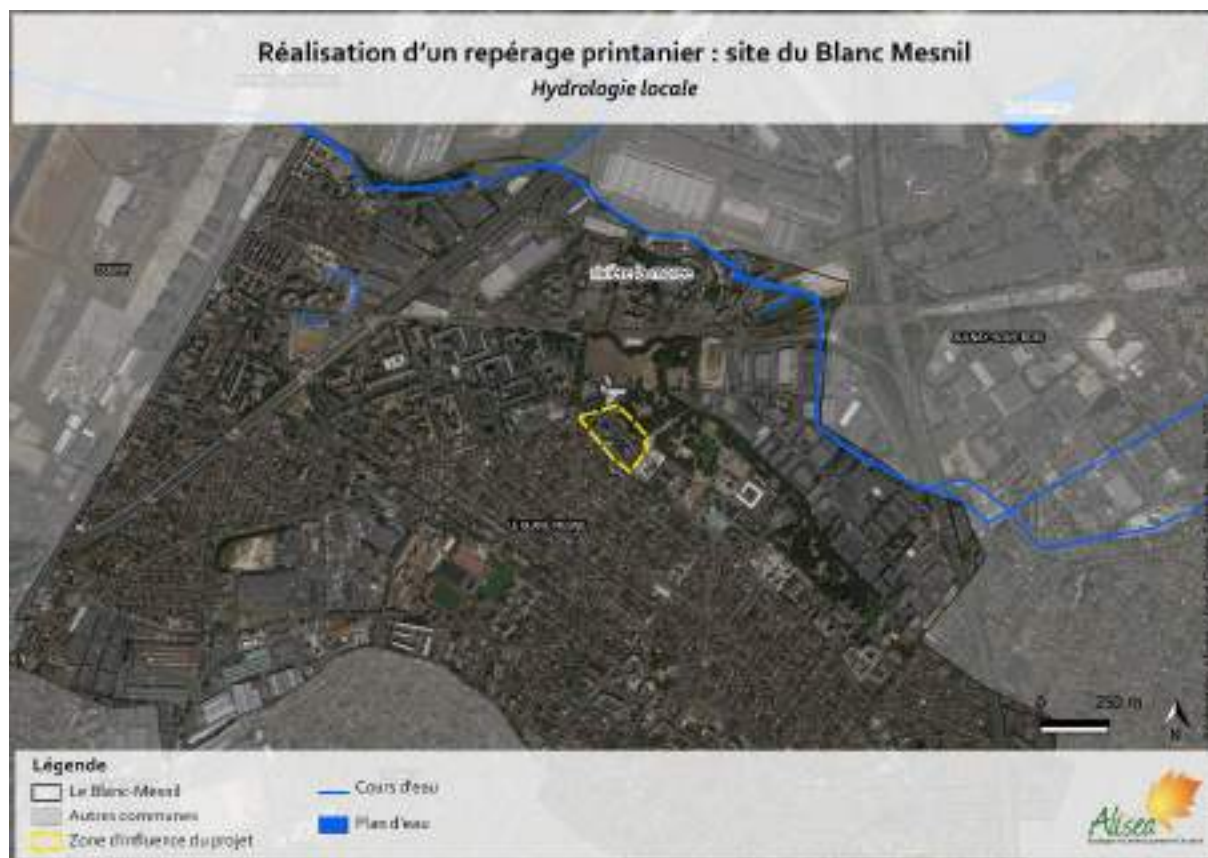 Réalisation d'un repérage printanier : site du Blanc Mesnil
Hydrologie locale
0 250 m
N
Légende
Le Blanc-Mesnil
Autres communes
Zone d'influence du projet
Cours d'eau
Plan d'eau
Alisea